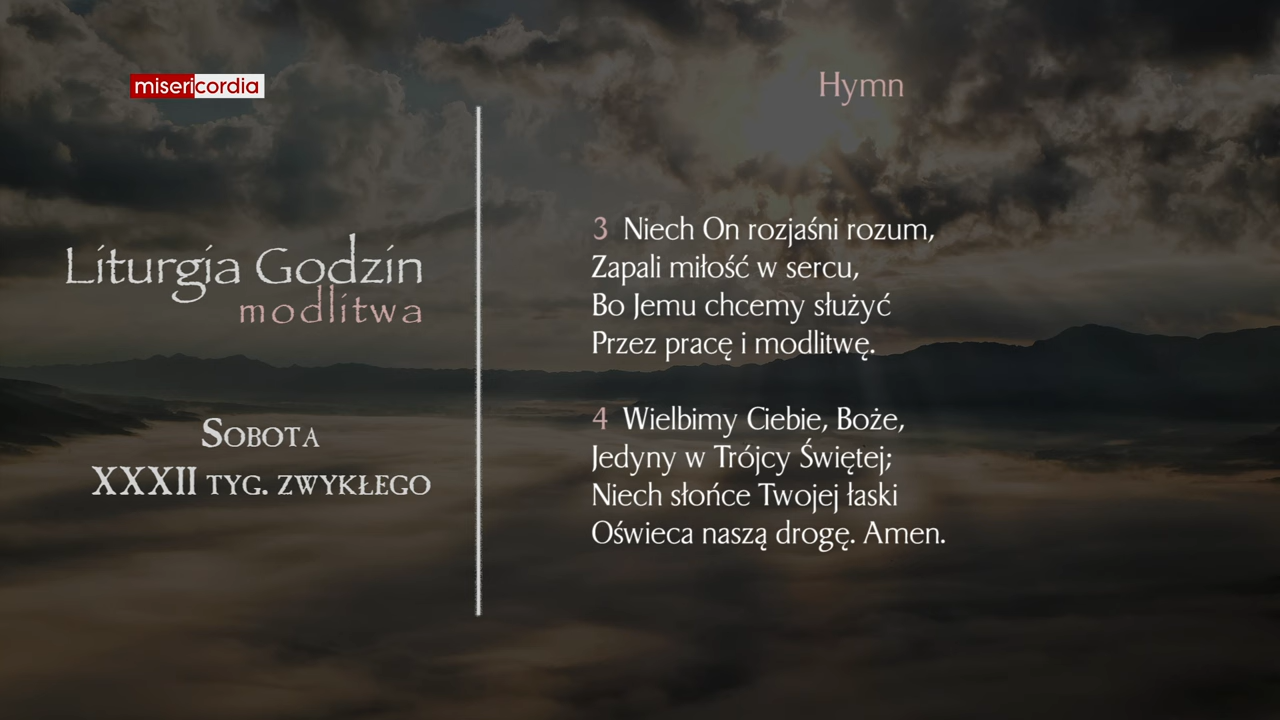 misericordia
Liturgia Godzin
modlitwa
Sobota
XXXII tyg. zwykłego
Hymn
3 Niech On rozjaśni rozum,
Zapali miłość w sercu,
Bo Jemu chcemy służyć
Przez pracę i modlitwę.
4 Wielbimy Ciebie, Boże,
Jedyny w Trójcy Świętej;
Niech słońce Twojej łaski
Oświeca naszą drogę. Amen.